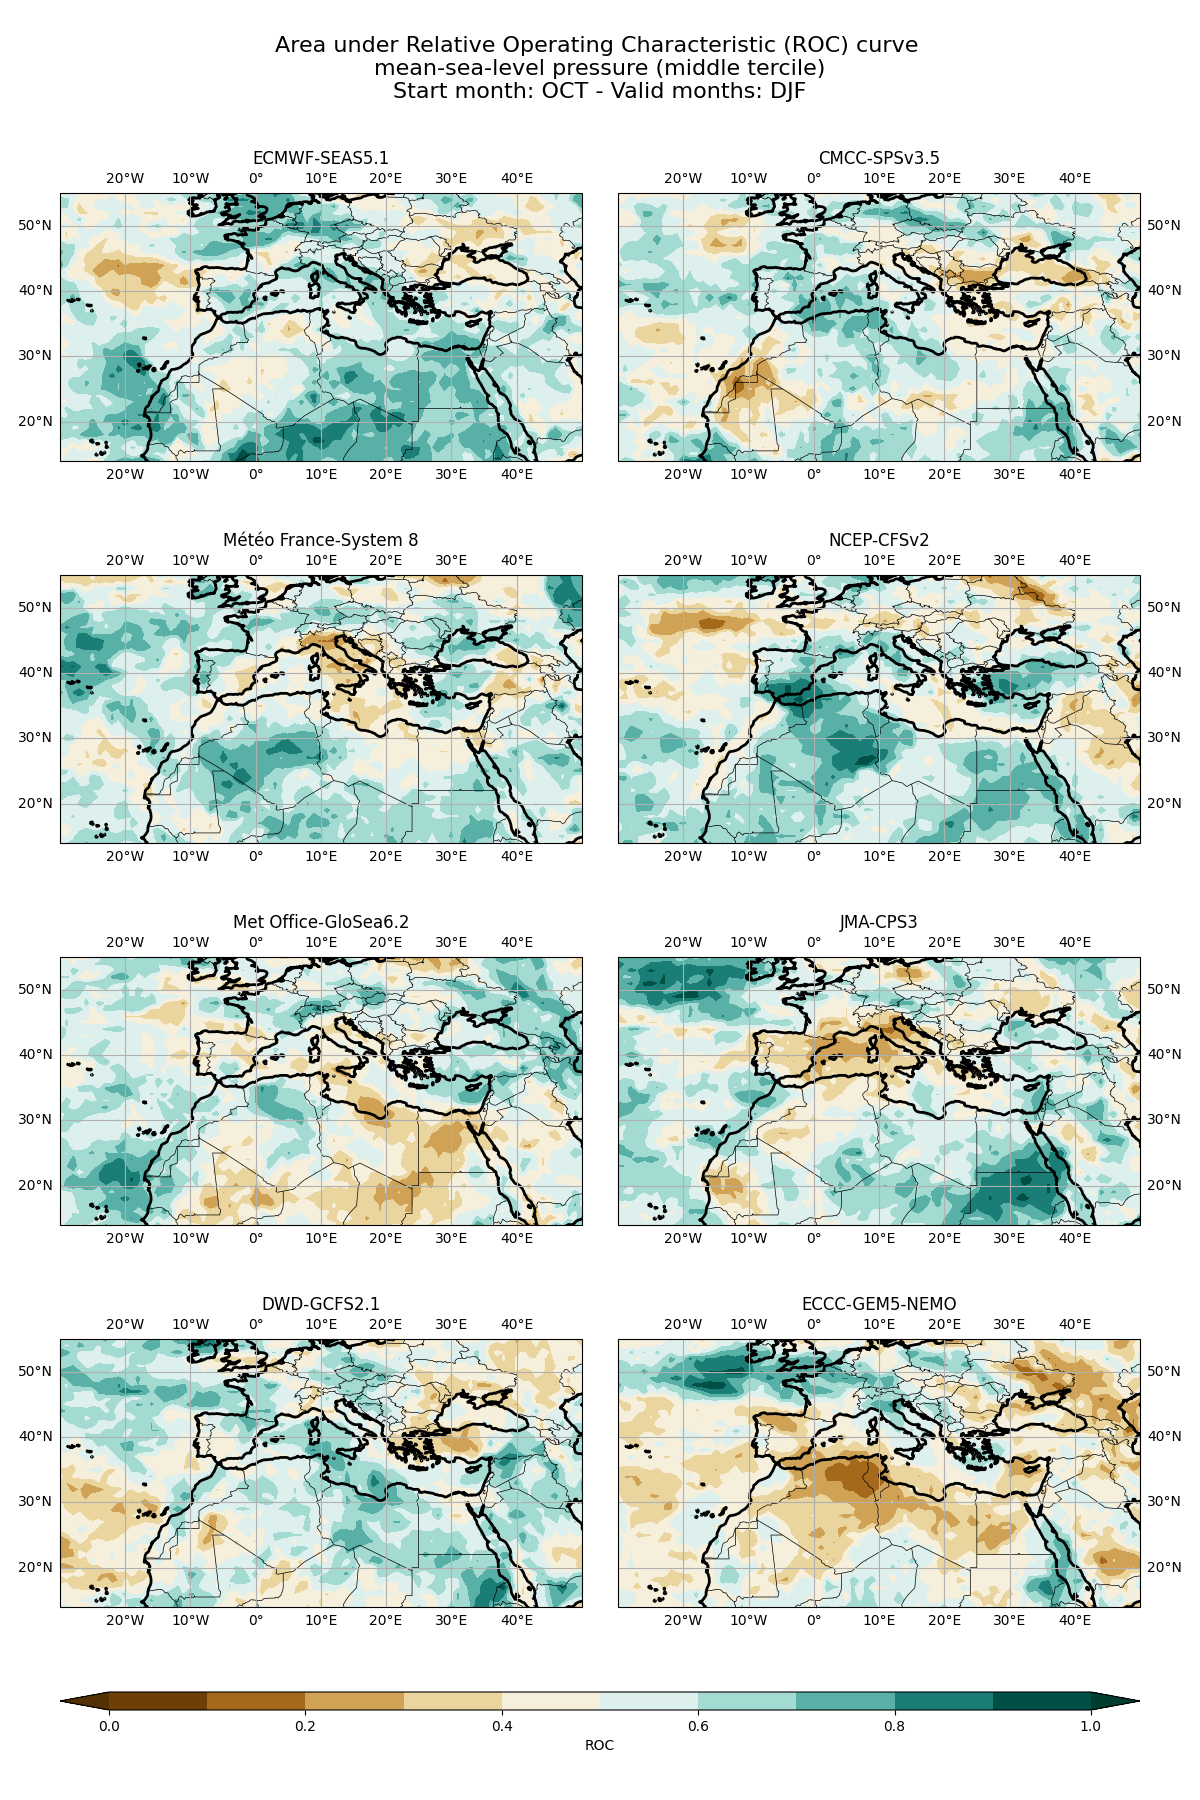 Area under Relative Operating Characteristic (ROC) curve
mean-sea-level pressure (middle tercile)
Start month: OCT - Valid months: DJF
ECMWF-SEAS5.1
20°W 10°W 0° 10°E 20°E 30°E 40°E
50°N
40°N
30°N
20°N
20°W 10°W 0° 10°E 20°E 30°E 40°E
CMCC-SPSv3.5
20°W 10°W 0° 10°E 20°E 30°E 40°E
50°N
40°N
30°N
20°N
20°W 10°W 0° 10°E 20°E 30°E 40°E
Météo France-System 8
20°W 10°W 0° 10°E 20°E 30°E 40°E
50°N
40°N
30°N
20°N
20°W 10°W 0° 10°E 20°E 30°E 40°E
NCEP-CFSv2
20°W 10°W 0° 10°E 20°E 30°E 40°E
50°N
40°N
30°N
20°N
20°W 10°W 0° 10°E 20°E 30°E 40°E
Met Office-GloSea6.2
20°W 10°W 0° 10°E 20°E 30°E 40°E
50°N
40°N
30°N
20°N
20°W 10°W 0° 10°E 20°E 30°E 40°E
JMA-CPS3
20°W 10°W 0° 10°E 20°E 30°E 40°E
50°N
40°N
30°N
20°N
20°W 10°W 0° 10°E 20°E 30°E 40°E
DWD-GCFS2.1
20°W 10°W 0° 10°E 20°E 30°E 40°E
50°N
40°N
30°N
20°N
20°W 10°W 0° 10°E 20°E 30°E 40°E
ECCC-GEM5-NEMO
20°W 10°W 0° 10°E 20°E 30°E 40°E
50°N
40°N
30°N
20°N
20°W 10°W 0° 10°E 20°E 30°E 40°E
0.0 0.2 0.4 0.6 0.8 1.0
ROC